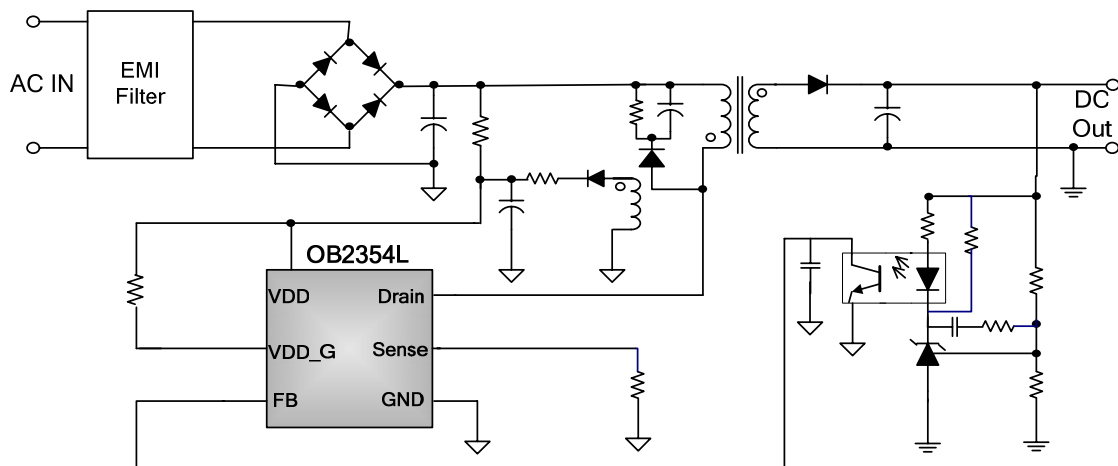 AC IN
EMI
Filter
DC
Out
OB2354L
VDD
Drain
VDD_G
Sense
FB
GND